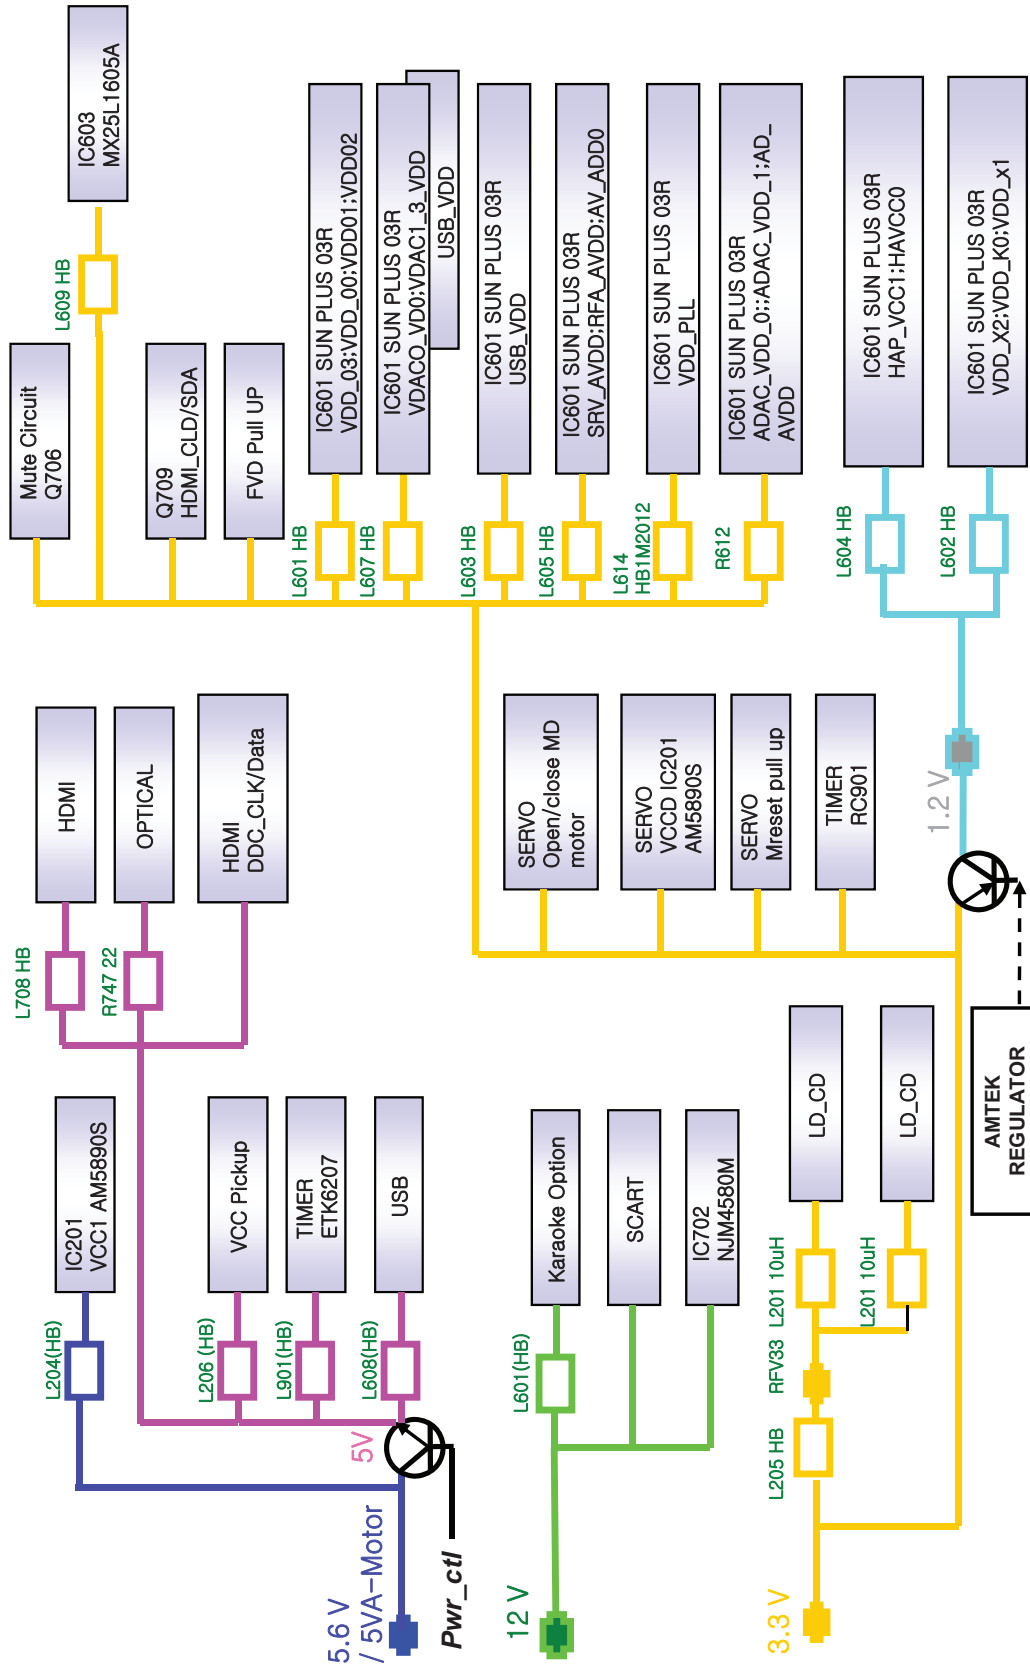 5.6 V
/ 5VA-Motor
Pwr_ctl
5V
L204(HB)
IC201
VCC1 AM5890S
L206 (HB)
VCC Pickup
L901(HB)
TIMER
ETK6207
L608(HB)
USB
L708 HB
HDMI
R747 22
OPTICAL
HDMI
DDC_CLK/Data
12 V
L601(HB)
Karaoke Option
SCART
IC702
NJM4580M
3.3 V
L205 HB
RFV33
L201 10uH
LD_CD
L201 10uH
LD_CD
AMTEK
REGULATOR
1.2 V
SERVO
Open/close MD
motor
SERVO
VCCD IC201
AM5890S
SERVO
Mreset pull up
TIMER
RC901
Mute Circuit
Q706
L609 HB
IC603
MX25L1605A
Q709
HDMI_CLD/SDA
FVD Pull UP
L601 HB
IC601 SUN PLUS 03R
VDD_03;VDD_00;VDD01;VDD02
L607 HB
IC601 SUN PLUS 03R
VDACO_VD0;VDAC1_3_VDD
USB_VDD
L603 HB
IC601 SUN PLUS 03R
USB_VDD
L605 HB
IC601 SUN PLUS 03R
SRV_AVDD;RFA_AVDD;AV_ADD0
L614
HB1M2012
IC601 SUN PLUS 03R
VDD_PLL
R612
IC601 SUN PLUS 03R
ADAC_VDD_0;;ADAC_VDD_1;AD_
AVDD
L604 HB
IC601 SUN PLUS 03R
HAP_VCC1;HAVCC0
L602 HB
IC601 SUN PLUS 03R
VDD_X2;VDD_K0;VDD_x1